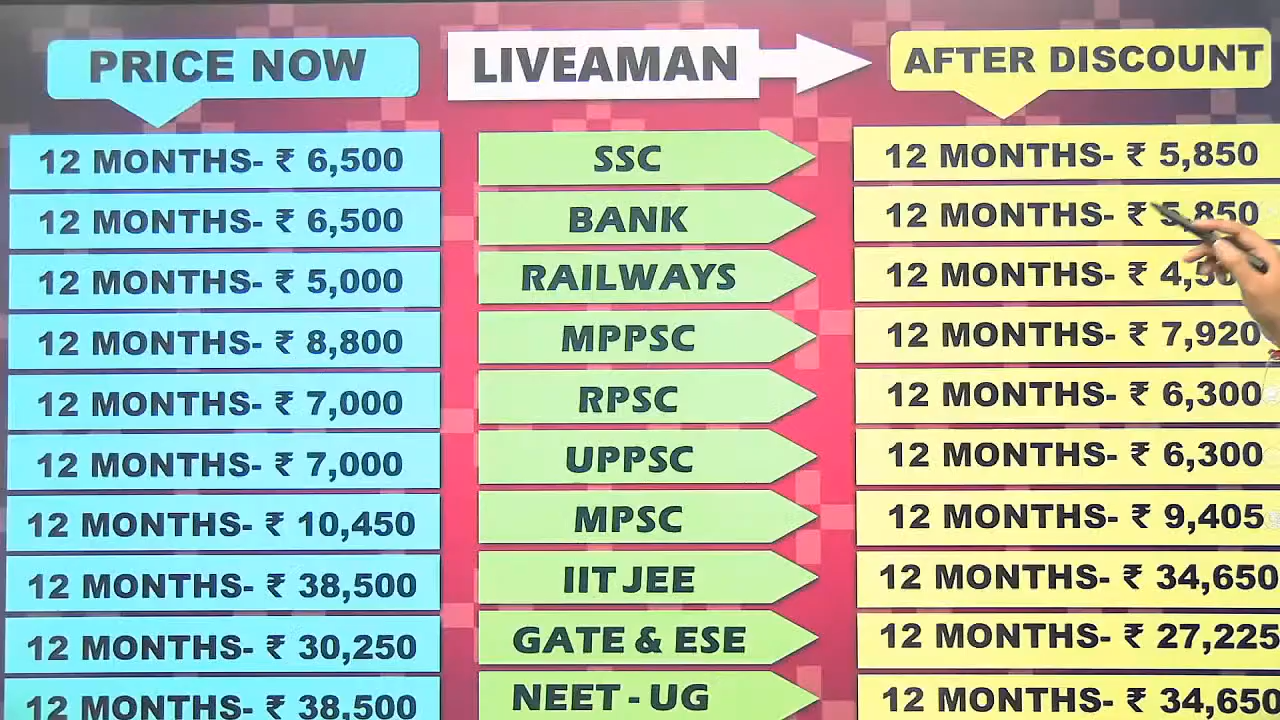 PRICE NOW LIVEAMAN AFTER DISCOUNT
12 MONTHS- ₹ 6,500 SSC 12 MONTHS- ₹ 5,850
12 MONTHS- ₹ 6,500 BANK 12 MONTHS- ₹ 5,850
12 MONTHS- ₹ 5,000 RAILWAYS 12 MONTHS- ₹
12 MONTHS- ₹ 8,800 MPPSC 12 MONTHS- ₹ 7,920
12 MONTHS- ₹ 7,000 RPSC 12 MONTHS- ₹ 6,300
12 MONTHS- ₹ 7,000 UPPSC 12 MONTHS- ₹ 6,300
12 MONTHS- ₹ 10,450 MPSC 12 MONTHS- ₹ 9,405
12 MONTHS- ₹ 38,500 IIT JEE 12 MONTHS- ₹ 34,650
12 MONTHS- ₹ 30,250 GATE & ESE 12 MONTHS- ₹ 27,225
12 MONTHS- ₹ 38,500 NEET - UG 12 MONTHS- ₹ 34,650